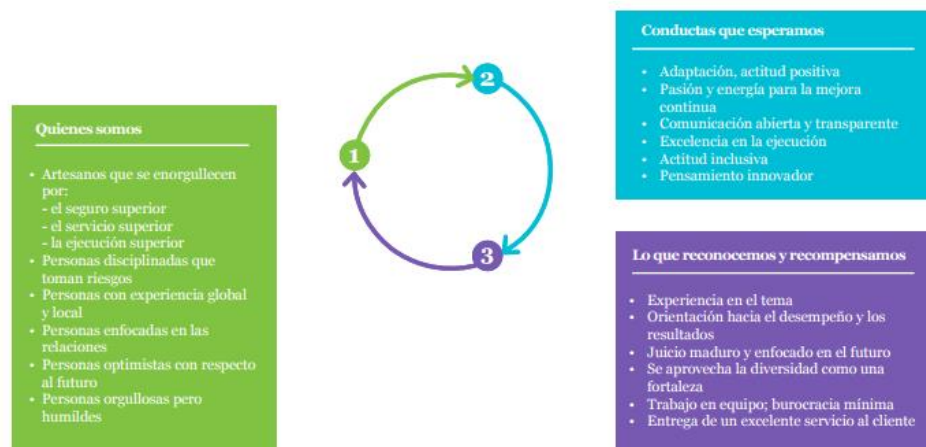 Quienes somos
• Artesanos que se enorgullecen
por:
- el seguro superior
- el servicio superior
- la ejecución superior
• Personas disciplinadas que
toman riesgos
• Personas con experiencia global
y local
• Personas enfocadas en las
relaciones
• Personas optimistas con respecto
al futuro
• Personas orgullosas pero
humildes
1
2
3
Conductas que esperamos
• Adaptación, actitud positiva
• Pasión y energía para la mejora
continua
• Comunicación abierta y transparente
• Excelencia en la ejecución
• Actitud inclusiva
• Pensamiento innovador
Lo que reconocemos y recompensamos
• Experiencia en el tema
• Orientación hacia el desempeño y los
resultados
• Juicio maduro y enfocado en el futuro
• Se aprovecha la diversidad como una
fortaleza
• Trabajo en equipo; burocracia mínima
• Entrega de un excelente servicio al cliente